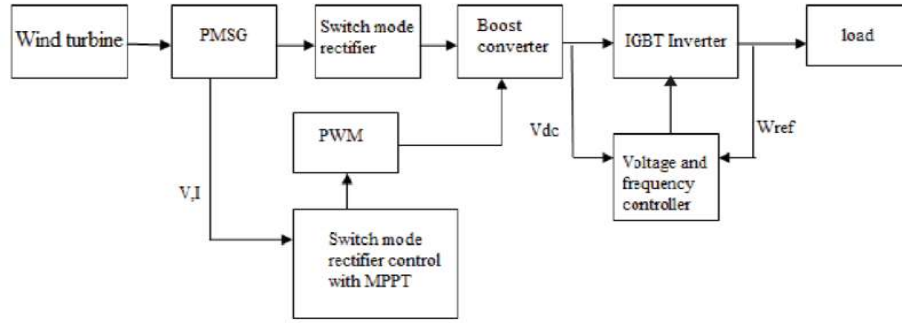 Wind turbine
PMSG
Switch mode
rectifier
Boost
converter
IGBT Inverter
load
PWM
Vdc
Wref
Voltage and
frequency
controller
V,I
Switch mode
rectifier control
with MPPT